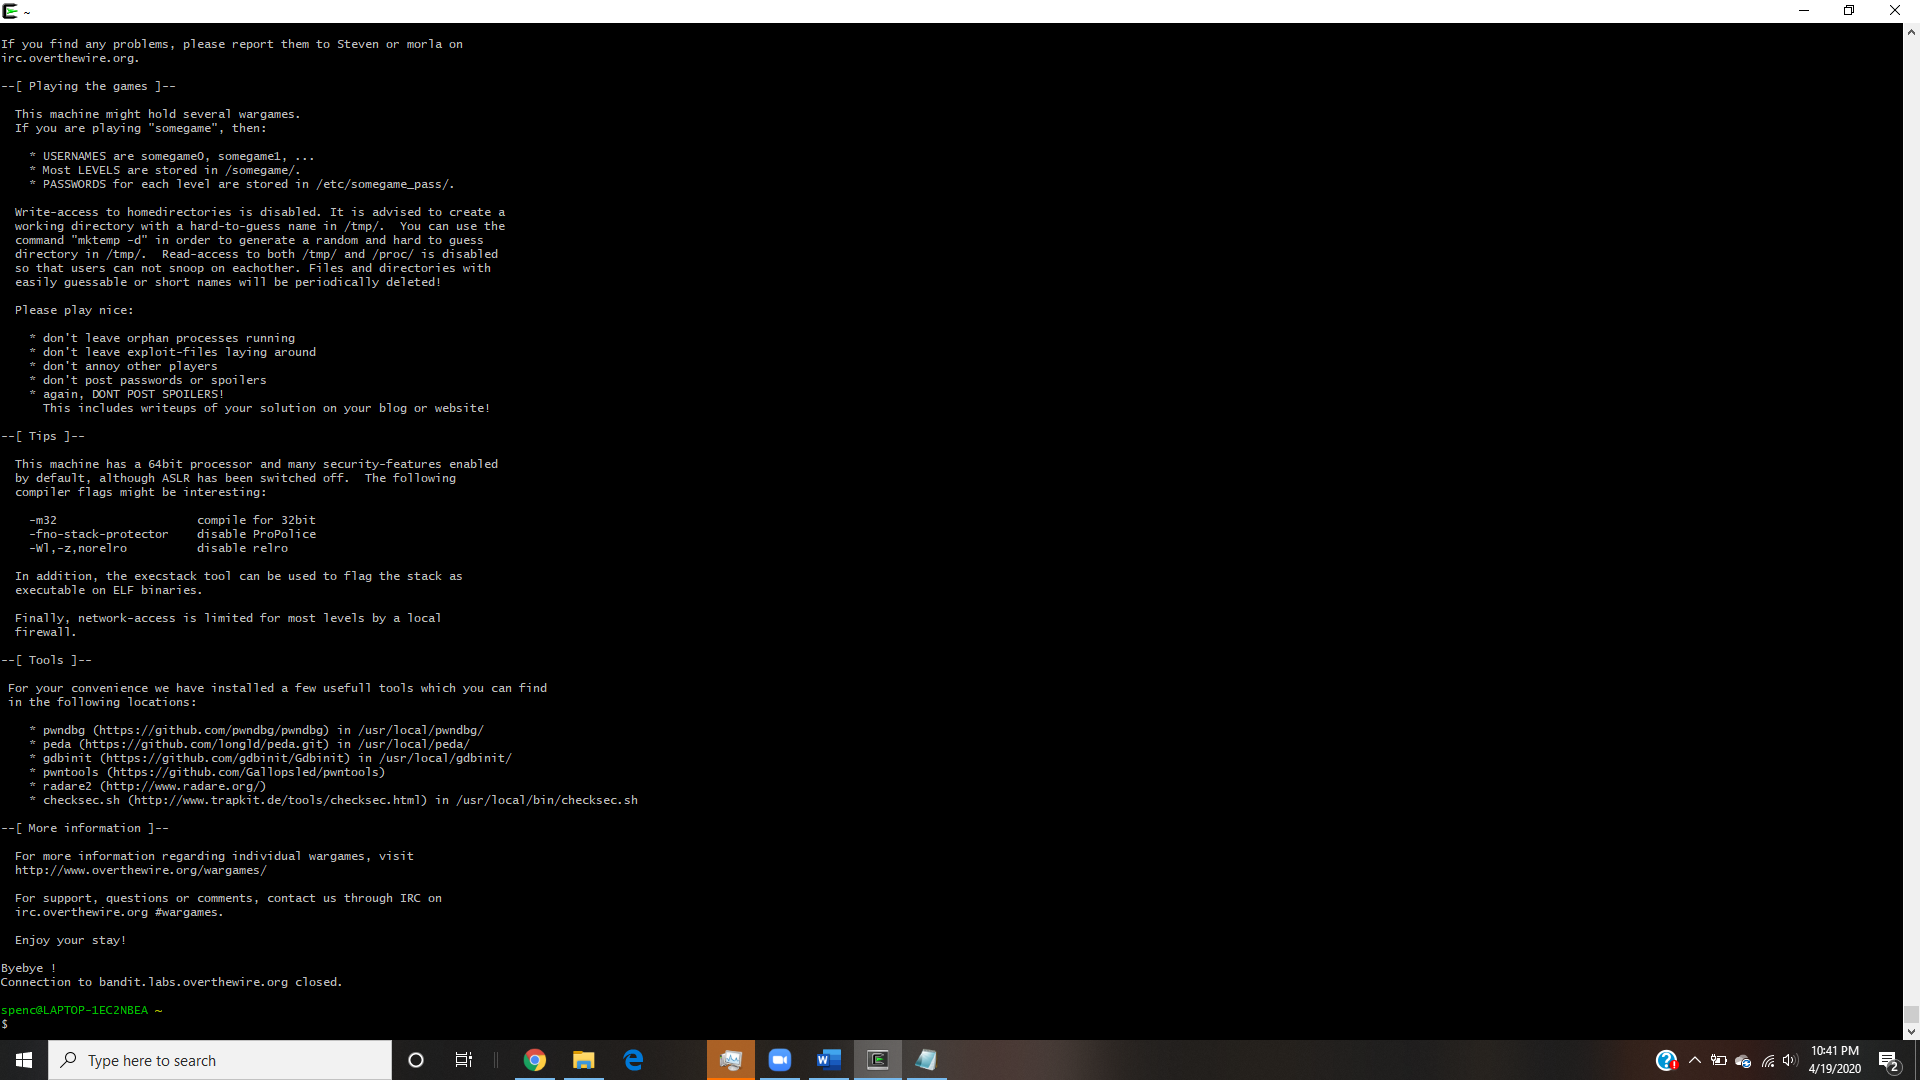 ~
If you find any problems, please report them to Steven or morla on
irc.overthewire.org.
--[ Playing the games ]--
This machine might hold several wargames.
If you are playing "somegame", then:
* USERNAMES are somegame0, somegame1, ...
* Most LEVELS are stored in /somegame/.
* PASSWORDS for each level are stored in /etc/somegame_pass/.
Write-access to homedirectories is disabled. It is advised to create a
working directory with a hard-to-guess name in /tmp/.  You can use the
command "mktemp -d" in order to generate a random and hard to guess
directory in /tmp/.  Read-access to both /tmp/ and /proc/ is disabled
so that users can not snoop on eachother. Files and directories with
easily guessable or short names will be periodically deleted!
Please play nice:
* don't leave orphan processes running
* don't leave exploit-files laying around
* don't annoy other players
* don't post passwords or spoilers
* again, DONT POST SPOILERS!
This includes writeups of your solution on your blog or website!
--[ Tips ]--
This machine has a 64bit processor and many security-features enabled
by default, although ASLR has been switched off.  The following
compiler flags might be interesting:
-m32                    compile for 32bit
-fno-stack-protector    disable ProPolice
-Wl,-z,norelro          disable relro
In addition, the execstack tool can be used to flag the stack as
executable on ELF binaries.
Finally, network-access is limited for most levels by a local
firewall.
--[ Tools ]--
For your convenience we have installed a few usefull tools which you can find
in the following locations:
* pwndbg (https://github.com/pwndbg/pwndbg) in /usr/local/pwndbg/
* peda (https://github.com/longld/peda.git) in /usr/local/peda/
* gdbinit (https://github.com/gdbinit/Gdbinit) in /usr/local/gdbinit/
* pwntools (https://github.com/Gallopsled/pwntools)
* radare2 (http://www.radare.org/)
* checksec.sh (http://www.trapkit.de/tools/checksec.html) in /usr/local/bin/checksec.sh
--[ More information ]--
For more information regarding individual wargames, visit
http://www.overthewire.org/wargames/
For support, questions or comments, contact us through IRC on
irc.overthewire.org #wargames.
Enjoy your stay!
Byebye !
Connection to bandit.labs.overthewire.org closed.
spenc@LAPTOP-1EC2NBEA ~
$
Type here to search
10:41 PM
4/19/2020
2